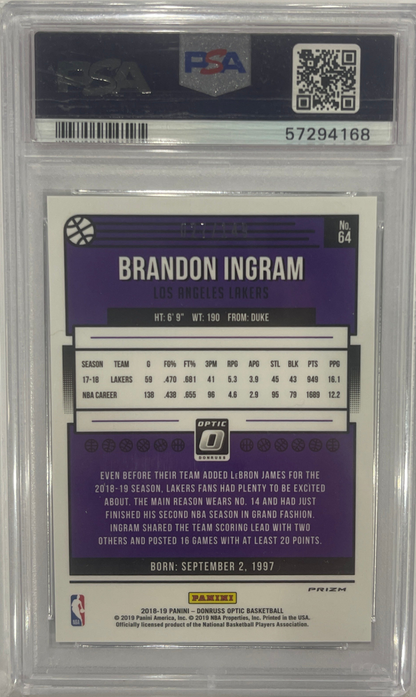 PSA
PSA
57294168
No.
64
BRANDON INGRAM
LOS ANGELES LAKERS
HT: 6' 9" WT: 190 FROM: DUKE
SEASON TEAM G FG% FT% 3PM RPG APG STL BLK PTS PPG
17-18 LAKERS 59 .470 .681 41 5.3 3.9 45 43 949 16.1
NBA CAREER 138 .438 .655 96 4.6 2.9 95 79 1689 12.2
OPTIC
DONRUSS
EVEN BEFORE THEIR TEAM ADDED LeBRON JAMES FOR THE
2018-19 SEASON, LAKERS FANS HAD PLENTY TO BE EXCITED
ABOUT. THE MAIN REASON WEARS NO. 14 AND HAD JUST
FINISHED HIS SECOND NBA SEASON IN GRAND FASHION.
INGRAM SHARED THE TEAM SCORING LEAD WITH TWO
OTHERS AND POSTED 16 GAMES WITH AT LEAST 20 POINTS.
BORN: SEPTEMBER 2, 1997
PRIZM
PANINI
2018-19 PANINI – DONRUSS OPTIC BASKETBALL
© 2019 Panini America, Inc. © 2019 NBA Properties, Inc. Printed in the USA.
Officially licensed product of the National Basketball Players Association.